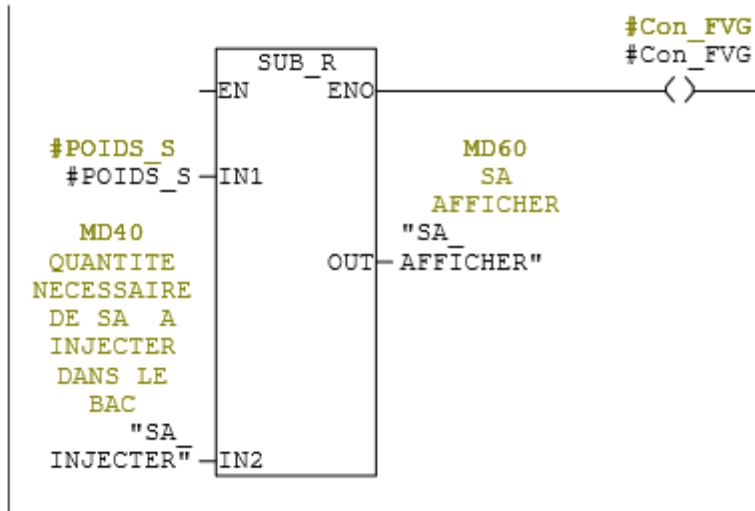 #Con_FVG
#Con_FVG
SUB_R
EN ENO
#POIDS_S
#POIDS_S IN1
MD60
SA
AFFICHER
"SA_
OUT AFFICHER"
MD40
QUANTITE
NECESSAIRE
DE SA A
INJECTER
DANS LE
BAC
"SA_
INJECTER" IN2